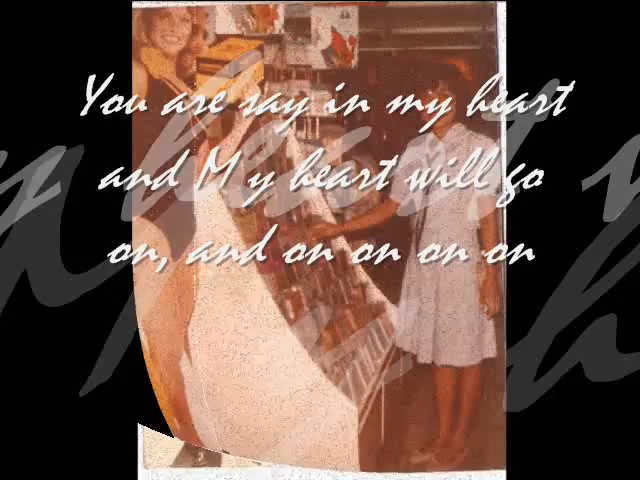 You are say in my heart
and M y heart will go
on, and on on on on